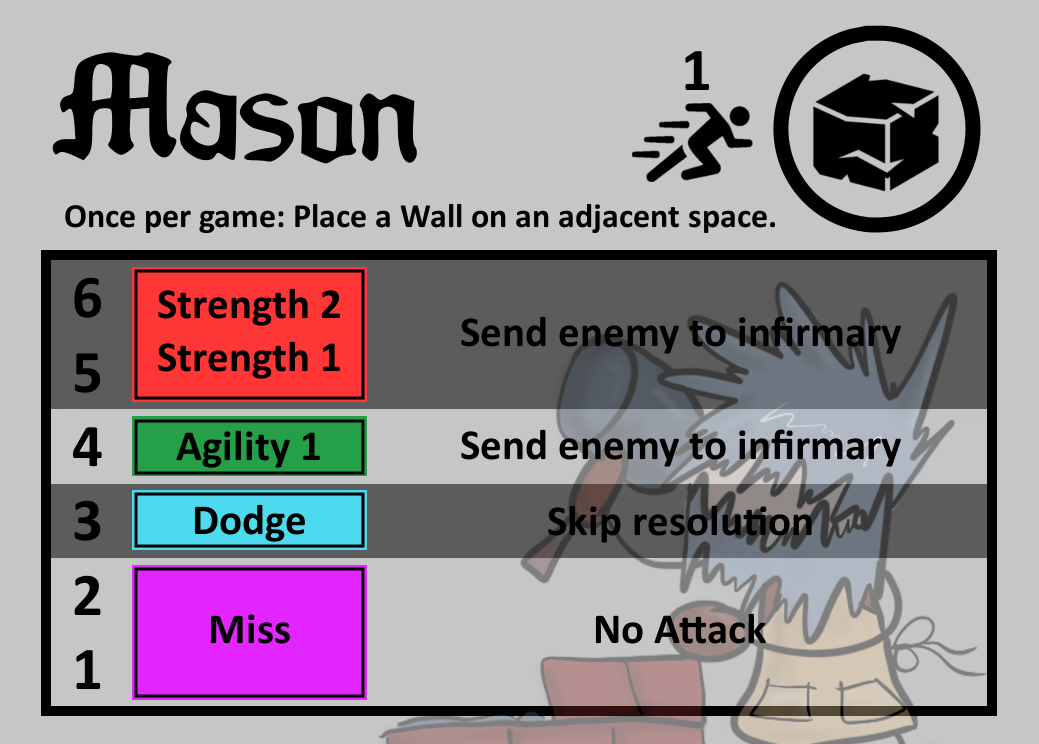 Mason
1
Once per game: Place a Wall on an adjacent space.
6 Strength 2
Send enemy to infirmary
5 Strength 1
4 Agility 1 Send enemy to infirmary
3 Dodge Skip resolution
2
Miss No Attack
1